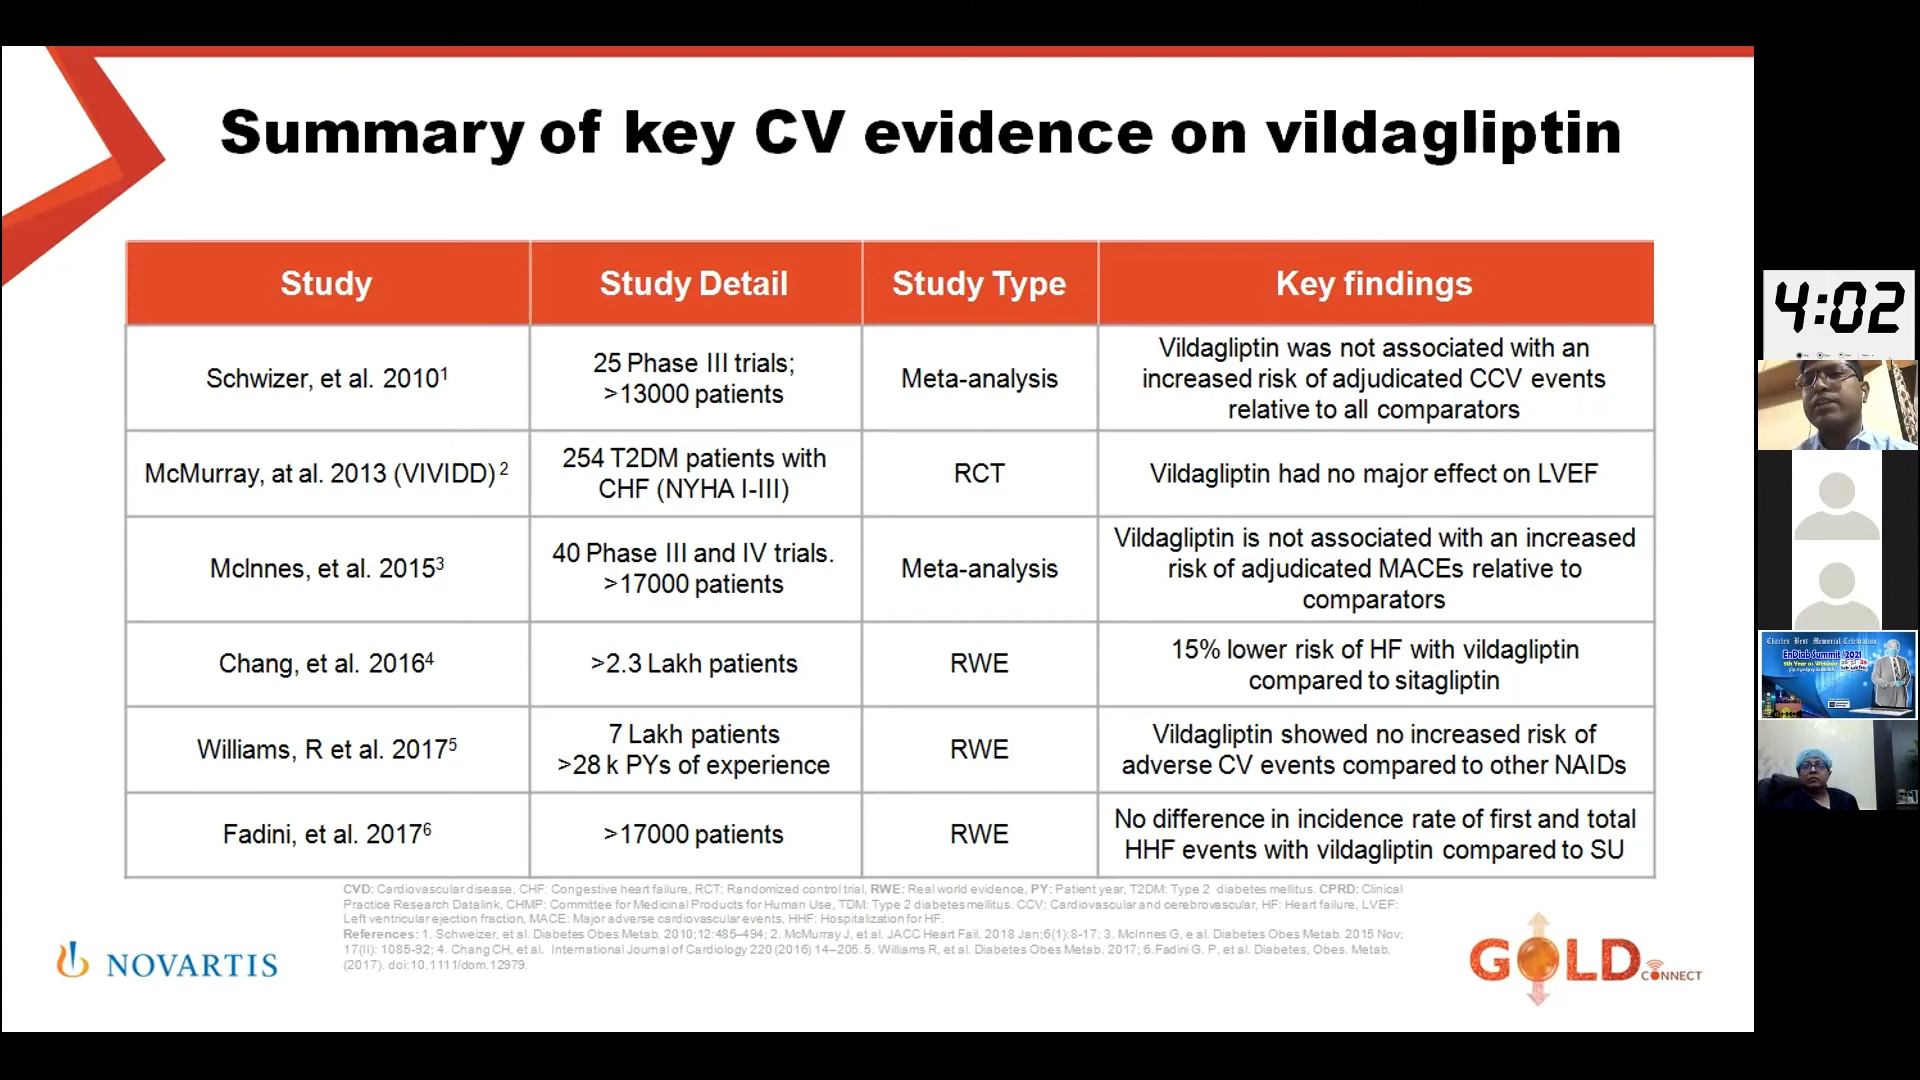 Summary of key CV evidence on vildagliptin
Study
Study Detail
Study Type
Key findings
Schwizer, et al. 2010¹
25 Phase III trials;
>13000 patients
Meta-analysis
Vildagliptin was not associated with an
increased risk of adjudicated CCV events
relative to all comparators
McMurray, at al. 2013 (VIVIDD)²
254 T2DM patients with
CHF (NYHA I-III)
RCT
Vildagliptin had no major effect on LVEF
McInnes, et al. 2015³
40 Phase III and IV trials.
>17000 patients
Meta-analysis
Vildagliptin is not associated with an increased
risk of adjudicated MACEs relative to
comparators
Chang, et al. 2016⁴
>2.3 Lakh patients
RWE
15% lower risk of HF with vildagliptin
compared to sitagliptin
Williams, R et al. 2017⁵
7 Lakh patients
>28 k PYs of experience
RWE
Vildagliptin showed no increased risk of
adverse CV events compared to other NAIDs
Fadini, et al. 2017⁶
>17000 patients
RWE
No difference in incidence rate of first and total
HHF events with vildagliptin compared to SU
CVD: Cardiovascular disease, CHF: Congestive heart failure, RCT: Randomized control trial, RWE: Real world evidence, PY: Patient year, T2DM: Type 2 diabetes mellitus. CPRD: Clinical
Practice Research Datalink, CHMP: Committee for Medicinal Products for Human Use, TDM: Type 2 diabetes mellitus. CCV: Cardiovascular and cerebrovascular, HF: Heart failure, LVEF:
Left ventricular ejection fraction, MACE: Major adverse cardiovascular events, HHF: Hospitalization for HF.
References: 1. Schweizer, et al. Diabetes Obes Metab. 2010;12:485–494; 2. McMurray J, et al. JACC Heart Fail. 2018 Jan;6(1):8-17; 3. McInnes G, e al. Diabetes Obes Metab. 2015 Nov;
17(II): 1085-92; 4. Chang CH, et al. International Journal of Cardiology 220 (2016) 14–205. 5. Williams R, et al. Diabetes Obes Metab. 2017; 6.Fadini G. P, et al. Diabetes, Obes. Metab.
(2017). doi:10.1111/dom.12979.
NOVARTIS
GOLD
CONNECT
4:02
Charles Best Memorial Celebration
EnDiab Summit '2021
8th Year as Webinar